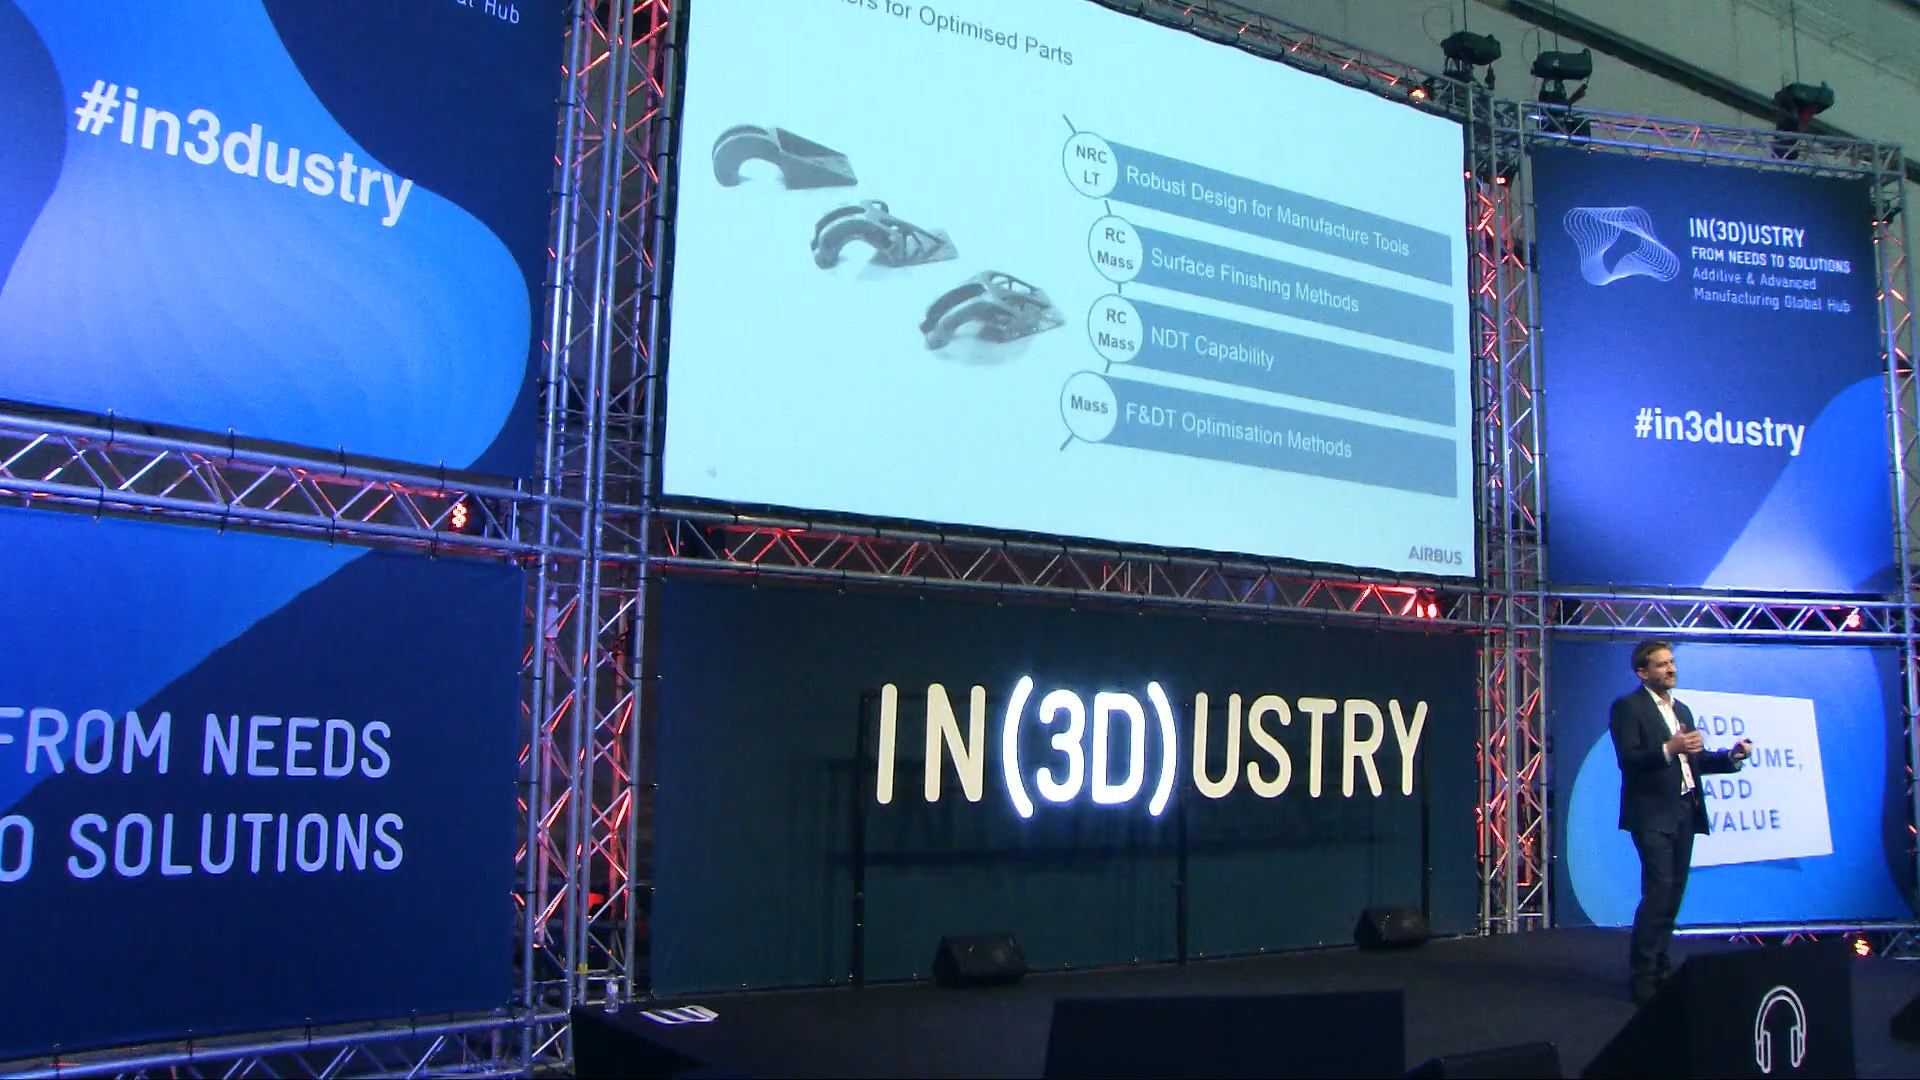 Hub
#in3dustry
for Optimised Parts
NRC
LT
Robust Design for Manufacture Tools
RC
Mass
Surface Finishing Methods
RC
Mass
NDT Capability
Mass
F&DT Optimisation Methods
AIRBUS
IN(3D)USTRY
FROM NEEDS TO SOLUTIONS
Additive & Advanced
Manufacturing Global Hub
#in3dustry
FROM NEEDS
SOLUTIONS
IN(3D)USTRY
ADD
ADD
VALUE